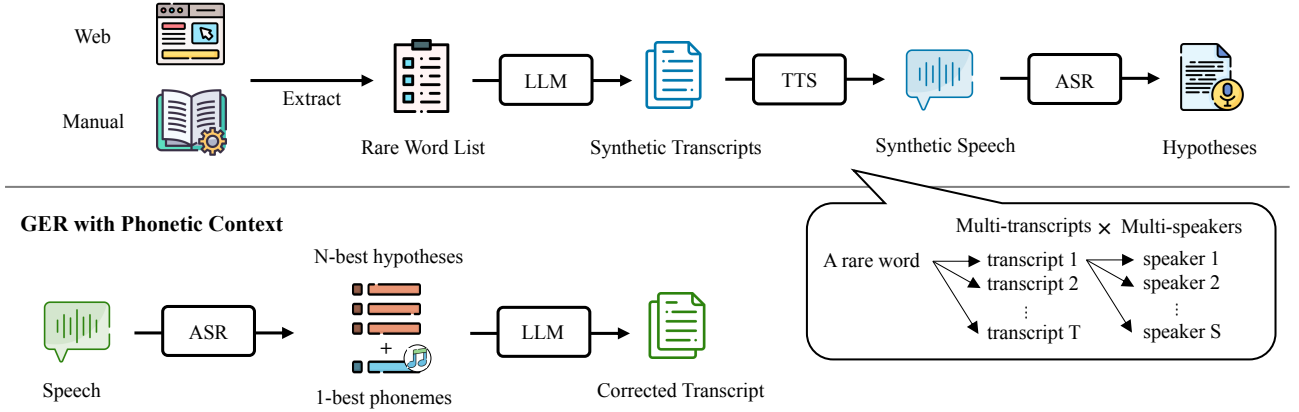 Web
Manual
Extract
Rare Word List
LLM
Synthetic Transcripts
TTS
Synthetic Speech
ASR
Hypotheses
Multi-transcripts × Multi-speakers
A rare word
transcript 1
transcript 2
⋮
transcript T
speaker 1
speaker 2
⋮
speaker S
GER with Phonetic Context
Speech
ASR
N-best hypotheses
+
1-best phonemes
LLM
Corrected Transcript